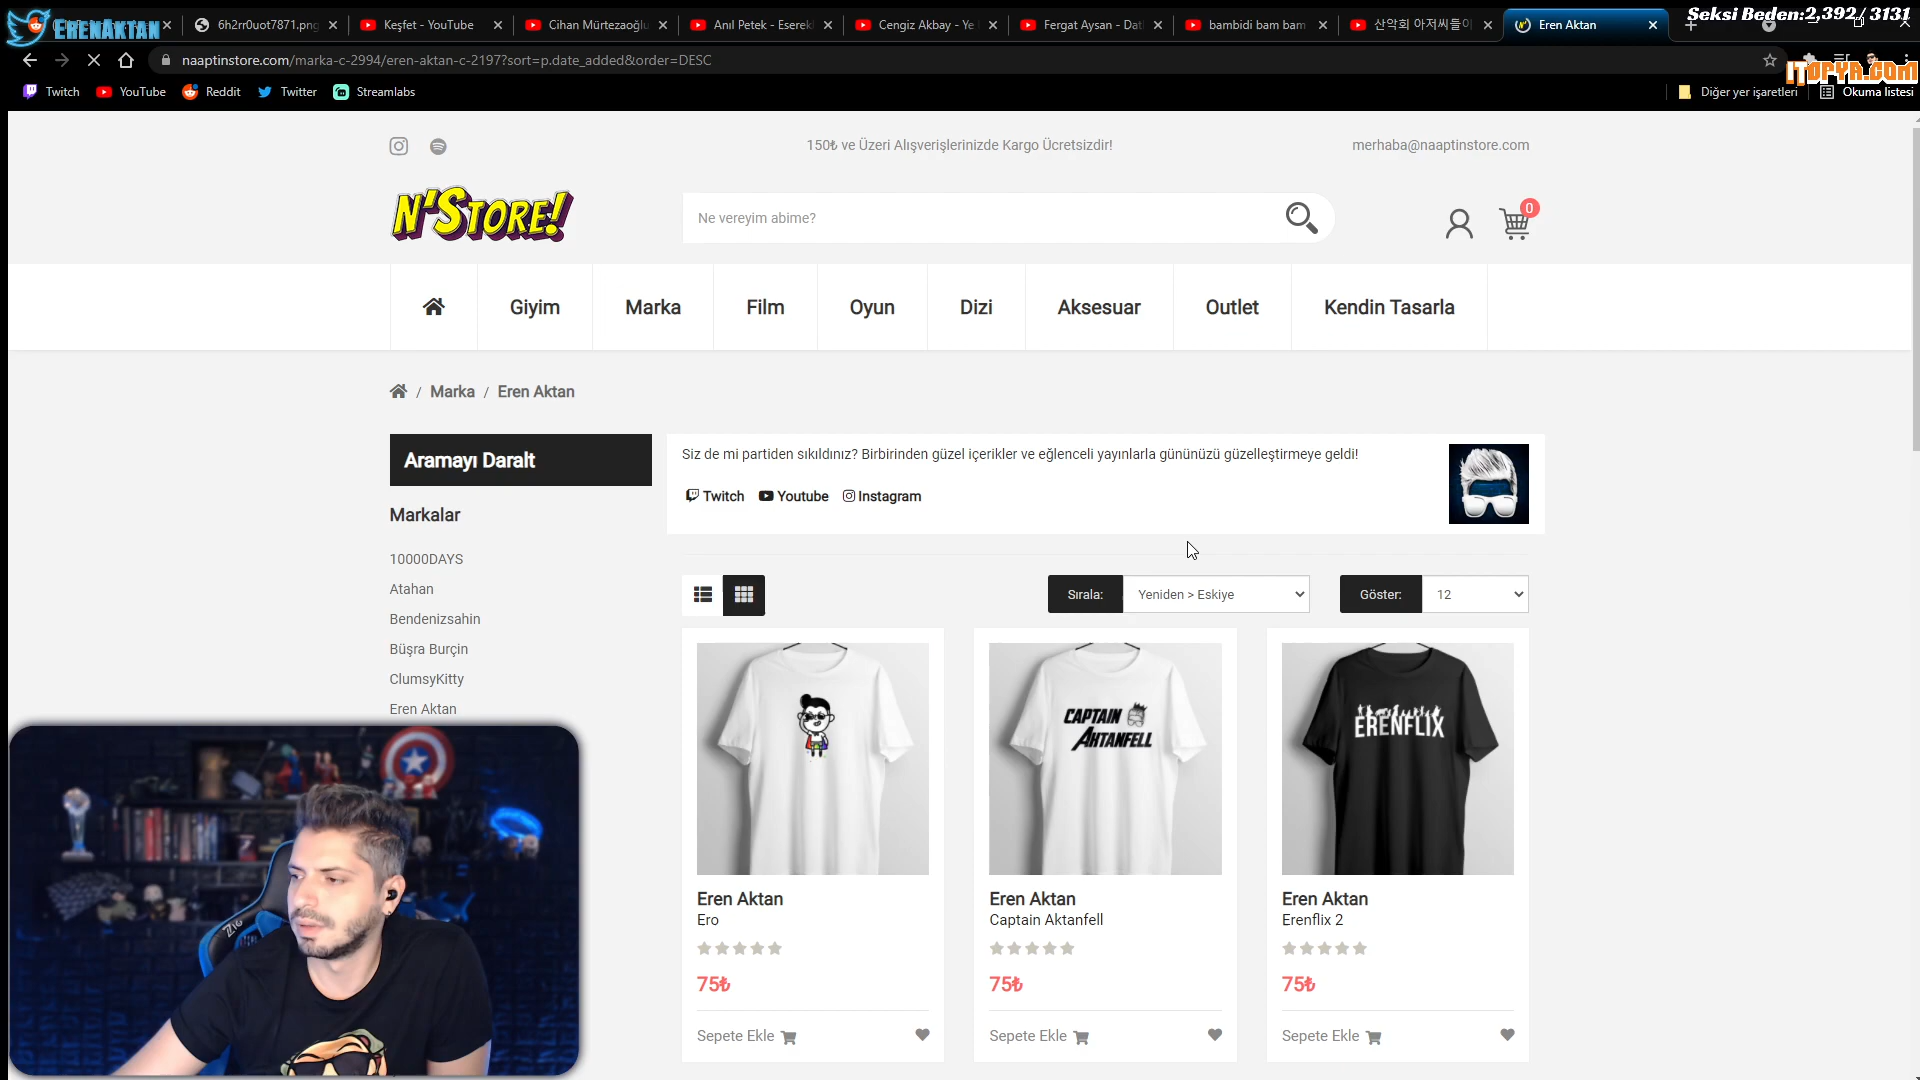 ERENAKTAN
6h2rr0uot7871.png
Keşfet - YouTube
Cihan Mürtezaoğlu
Anıl Petek - Eserekl
Cengiz Akbay - Ye
Fergat Aysan - Dat
bambidi bam bam
산악회 아저씨들이
Eren Aktan
Seksi Beden:2,392/3131
naaptinstore.com/marka-c-2994/eren-aktan-c-2197?sort=p.date_added&order=DESC
İTOPYA.COM
Twitch
YouTube
Reddit
Twitter
Streamlabs
Diğer yer işaretleri
Okuma listesi
150₺ ve Üzeri Alışverişlerinizde Kargo Ücretsizdir!
merhaba@naaptinstore.com
N'STORE!
Ne vereyim abime?
0
Giyim
Marka
Film
Oyun
Dizi
Aksesuar
Outlet
Kendin Tasarla
/ Marka / Eren Aktan
Aramayı Daralt
Siz de mi partiden sıkıldınız? Birbirinden güzel içerikler ve eğlenceli yayınlarla gününüzü güzelleştirmeye geldi!
Twitch Youtube Instagram
Markalar
10000DAYS
Atahan
Bendenizsahin
Büşra Burçin
ClumsyKitty
Eren Aktan
Sırala: Yeniden > Eskiye
Göster: 12
CAPTAIN
AKTANFELL
ERENFLIX
Eren Aktan
Ero
75₺
Sepete Ekle
Eren Aktan
Captain Aktanfell
75₺
Sepete Ekle
Eren Aktan
Erenflix 2
75₺
Sepete Ekle